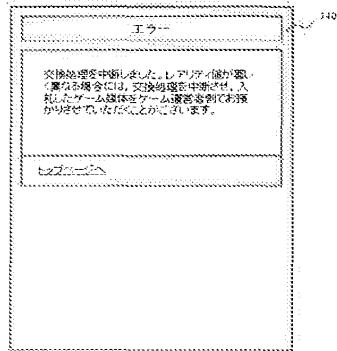 340
エラー
交換処理を中断しました。レアリティ値が著し
く異なる場合には、交換処理を中断させ、入
札したゲーム媒体をゲーム運営者側でお預
かりさせていただくことがございます。
トップページへ